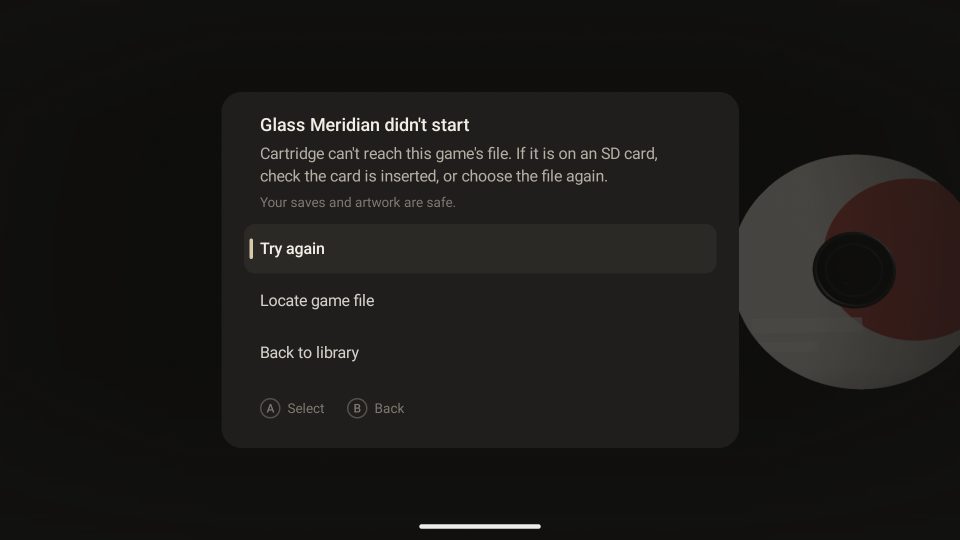 Glass Meridian didn't start
Cartridge can't reach this game's file. If it is on an SD card,
check the card is inserted, or choose the file again.
Your saves and artwork are safe.
Try again
Locate game file
Back to library
A Select B Back